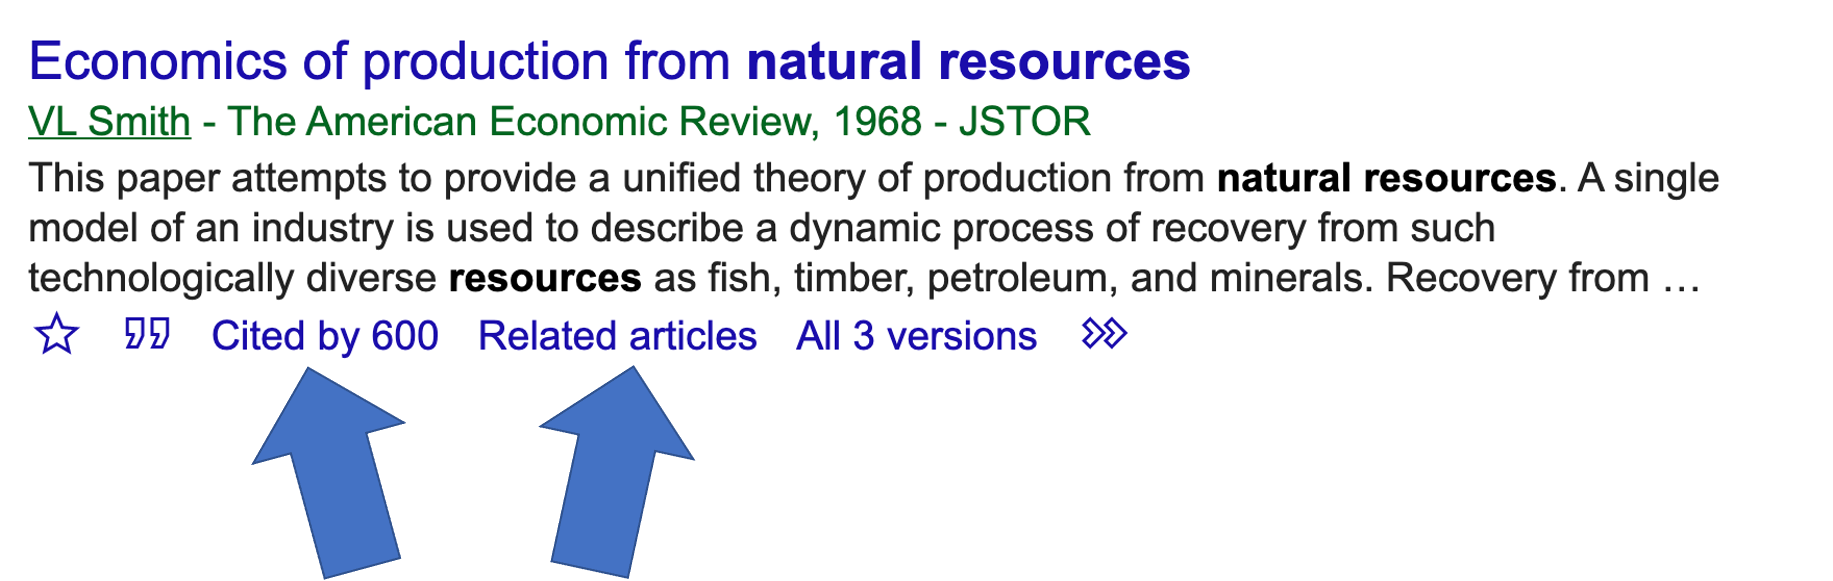 Economics of production from natural resources
VL Smith - The American Economic Review, 1968 - JSTOR
This paper attempts to provide a unified theory of production from natural resources. A single
model of an industry is used to describe a dynamic process of recovery from such
technologically diverse resources as fish, timber, petroleum, and minerals. Recovery from …
Cited by 600 Related articles All 3 versions